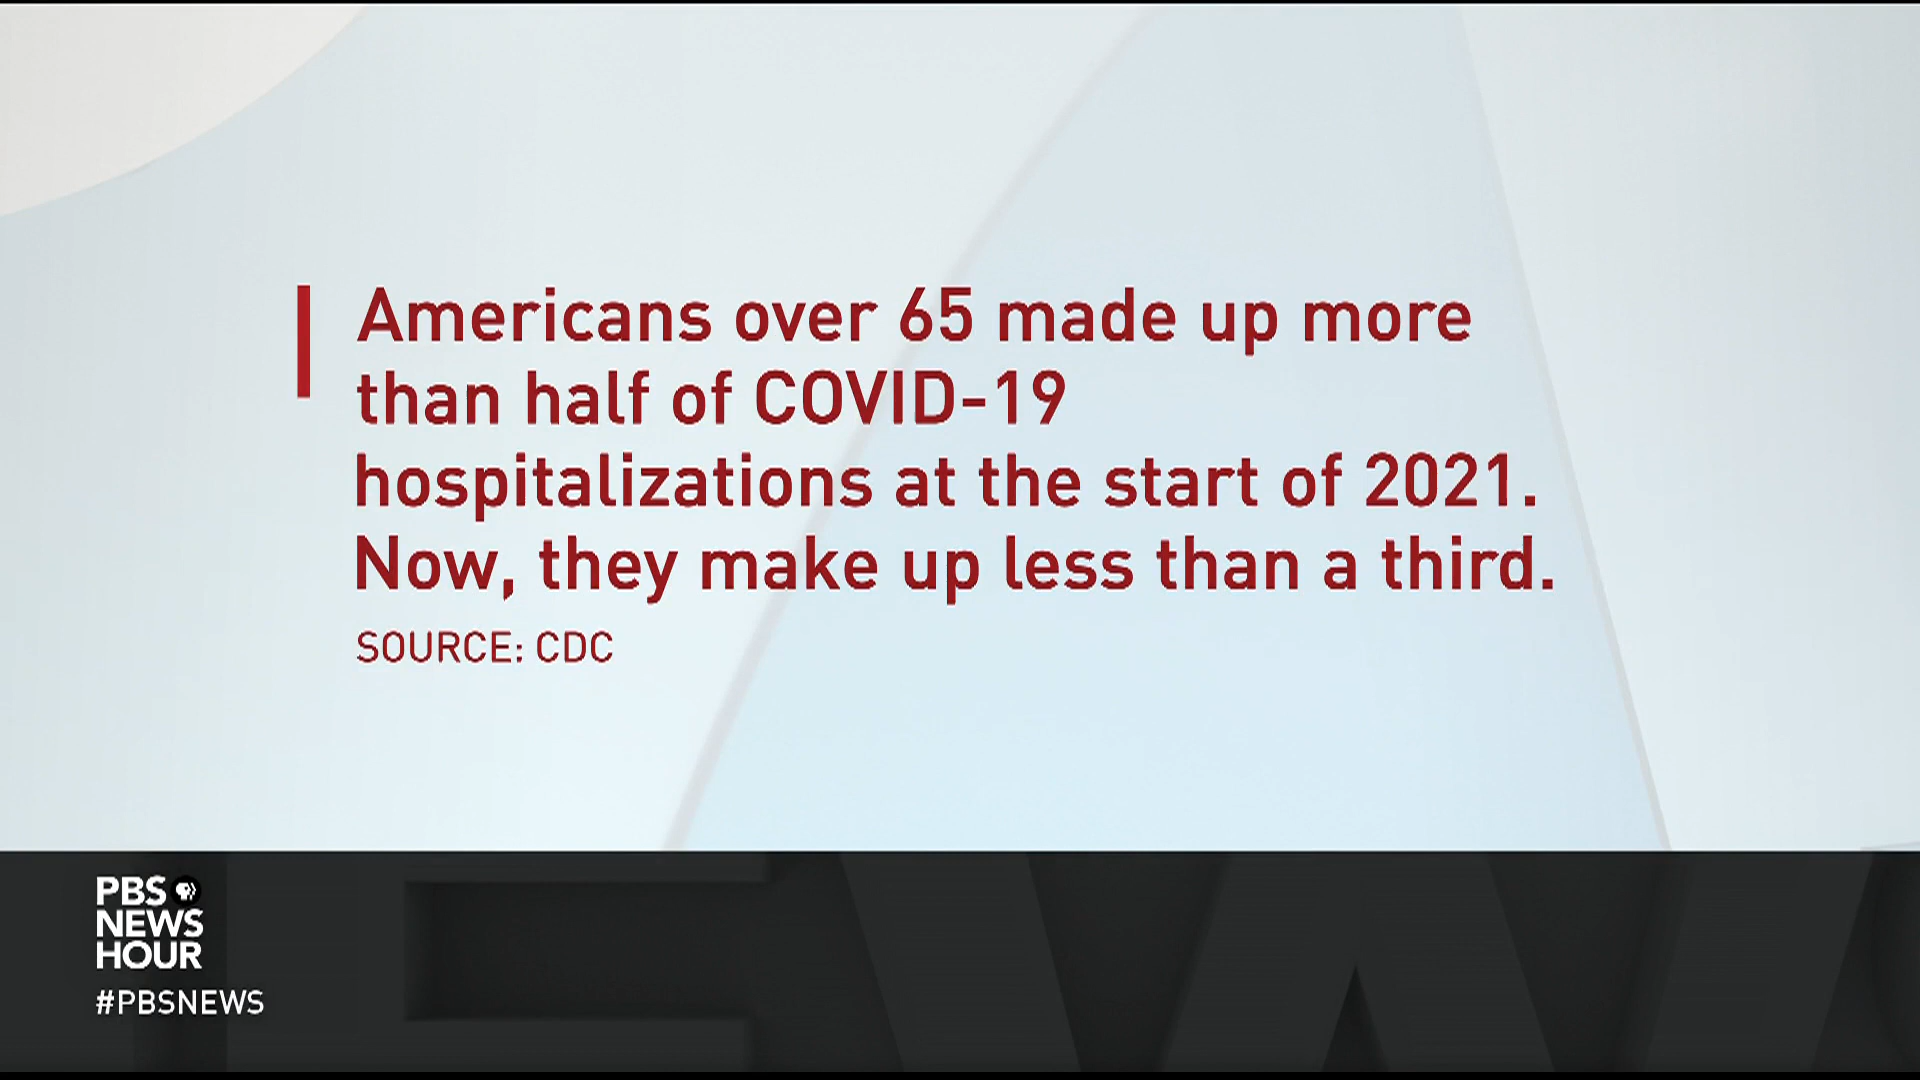 Americans over 65 made up more
than half of COVID-19
hospitalizations at the start of 2021.
Now, they make up less than a third.
SOURCE: CDC
PBS
NEWS
HOUR
#PBSNEWS